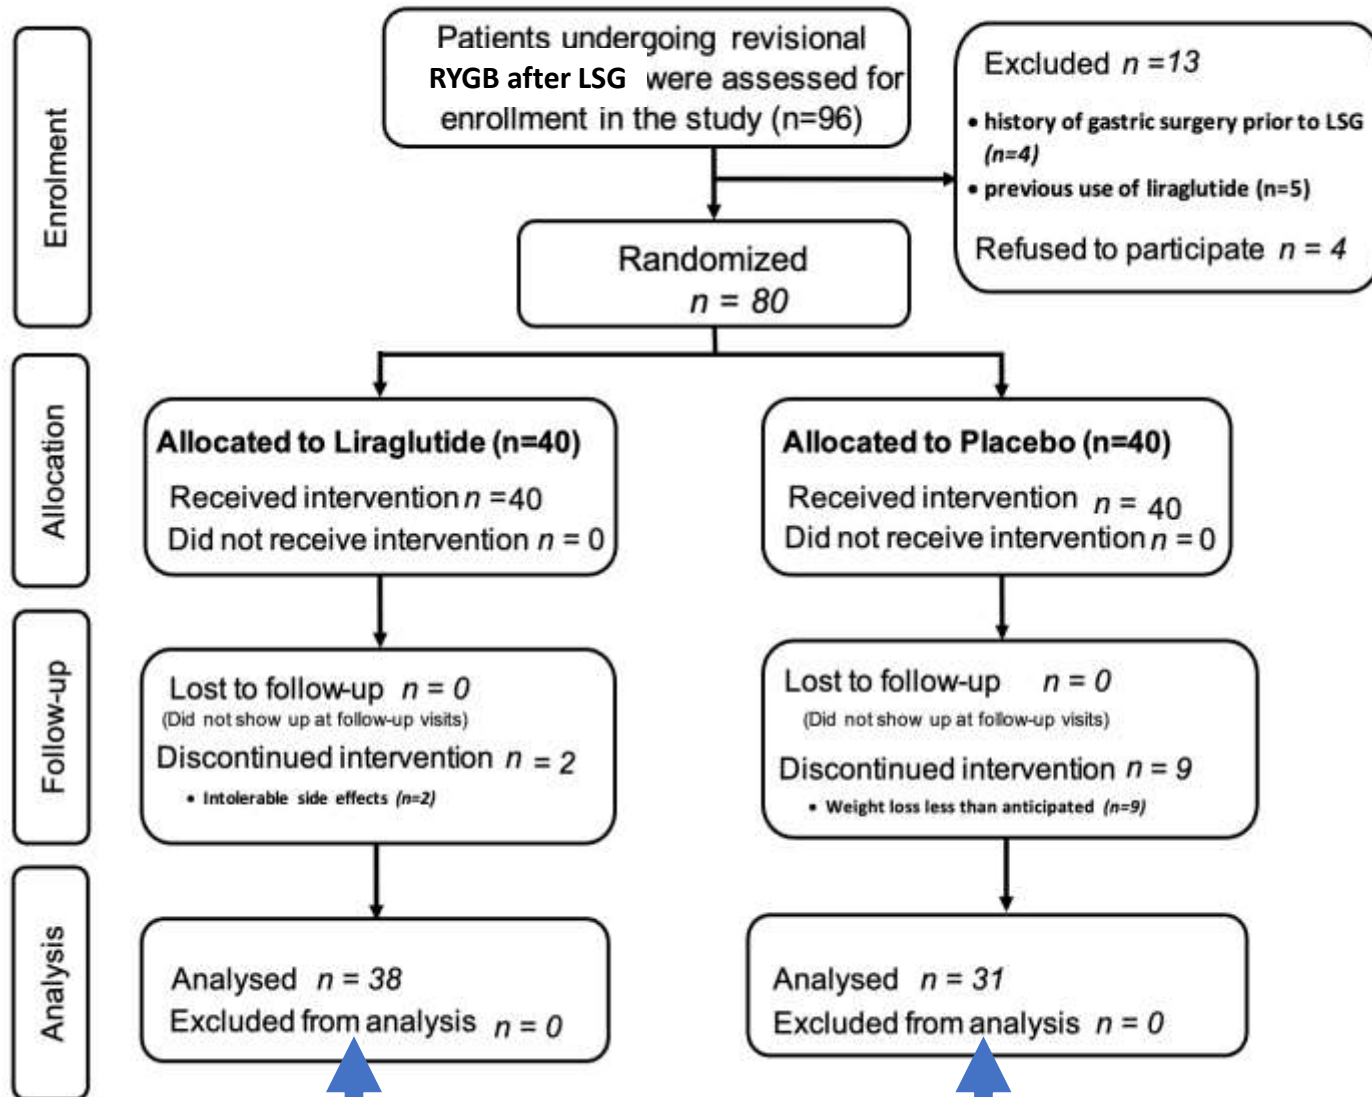 Enrolment
Patients undergoing revisional
RYGB after LSG were assessed for
enrollment in the study (n=96)
Excluded n =13
• history of gastric surgery prior to LSG
(n=4)
• previous use of liraglutide (n=5)
Refused to participate n = 4
Randomized
n = 80
Allocation
Allocated to Liraglutide (n=40)
Received intervention n =40
Did not receive intervention n = 0
Allocated to Placebo (n=40)
Received intervention n = 40
Did not receive intervention n = 0
Follow-up
Lost to follow-up n = 0
(Did not show up at follow-up visits)
Discontinued intervention n = 2
• Intolerable side effects (n=2)
Lost to follow-up n = 0
(Did not show up at follow-up visits)
Discontinued intervention n = 9
• Weight loss less than anticipated (n=9)
Analysis
Analysed n = 38
Excluded from analysis n = 0
Analysed n = 31
Excluded from analysis n = 0